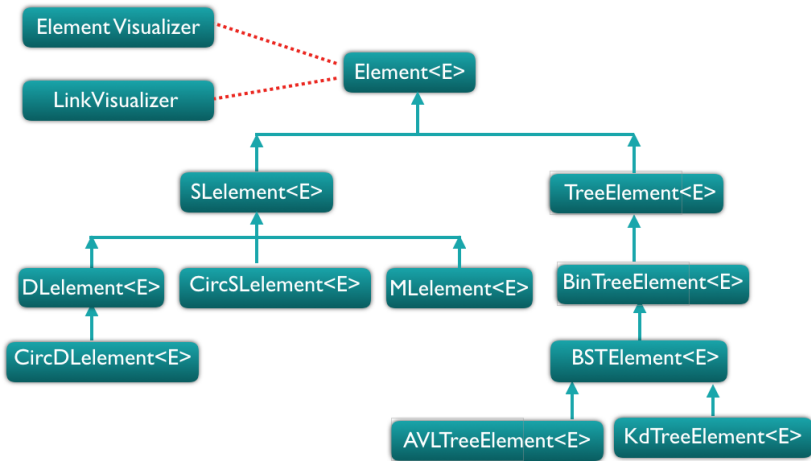 Element Visualizer
Element<E>
LinkVisualizer
SLelement<E>
TreeElement<E>
DLelement<E>
CircSLelement<E>
MLelement<E>
BinTreeElement<E>
CircDLelement<E>
BSTElement<E>
AVLTreeElement<E>
KdTreeElement<E>